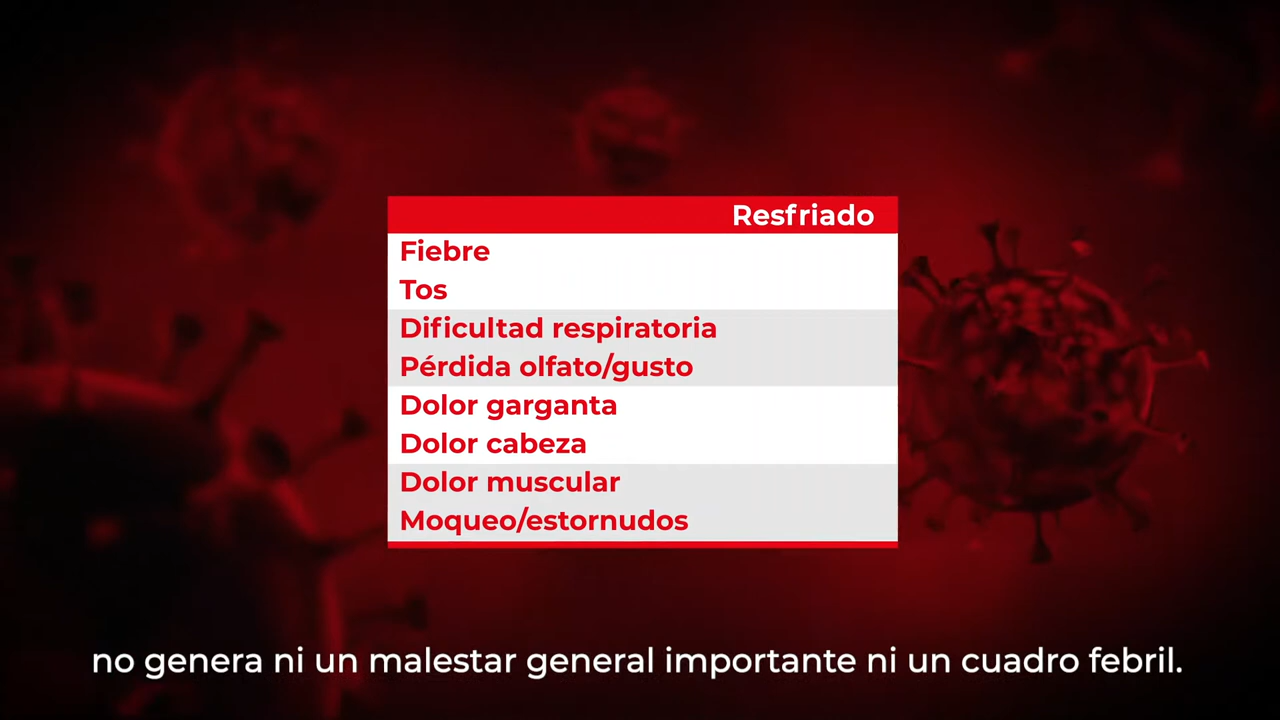 Resfriado
Fiebre
Tos
Dificultad respiratoria
Pérdida olfato/gusto
Dolor garganta
Dolor cabeza
Dolor muscular
Moqueo/estornudos
no genera ni un malestar general importante ni un cuadro febril.